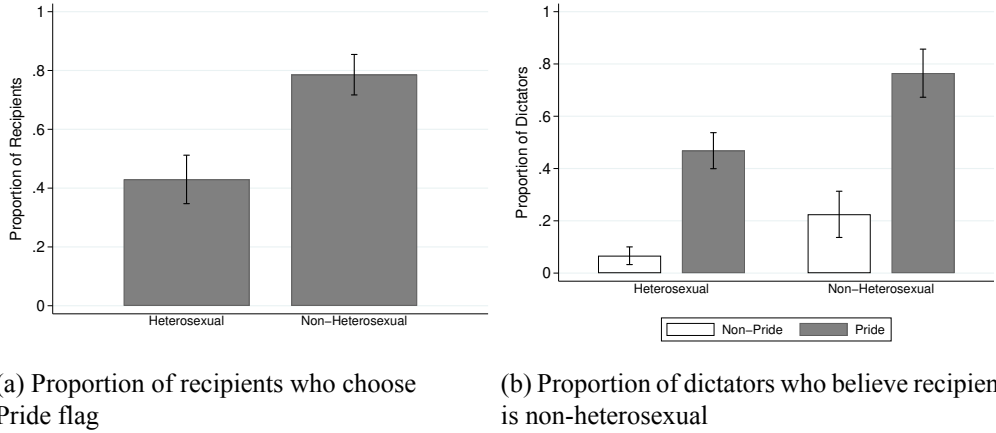 1
.8
.6
.4
.2
0
Proportion of Recipients
Heterosexual Non−Heterosexual
1
.8
.6
.4
.2
0
Proportion of Dictators
Heterosexual Non−Heterosexual
Non−Pride Pride
(a) Proportion of recipients who choose
Pride flag
(b) Proportion of dictators who believe recipien
is non-heterosexual